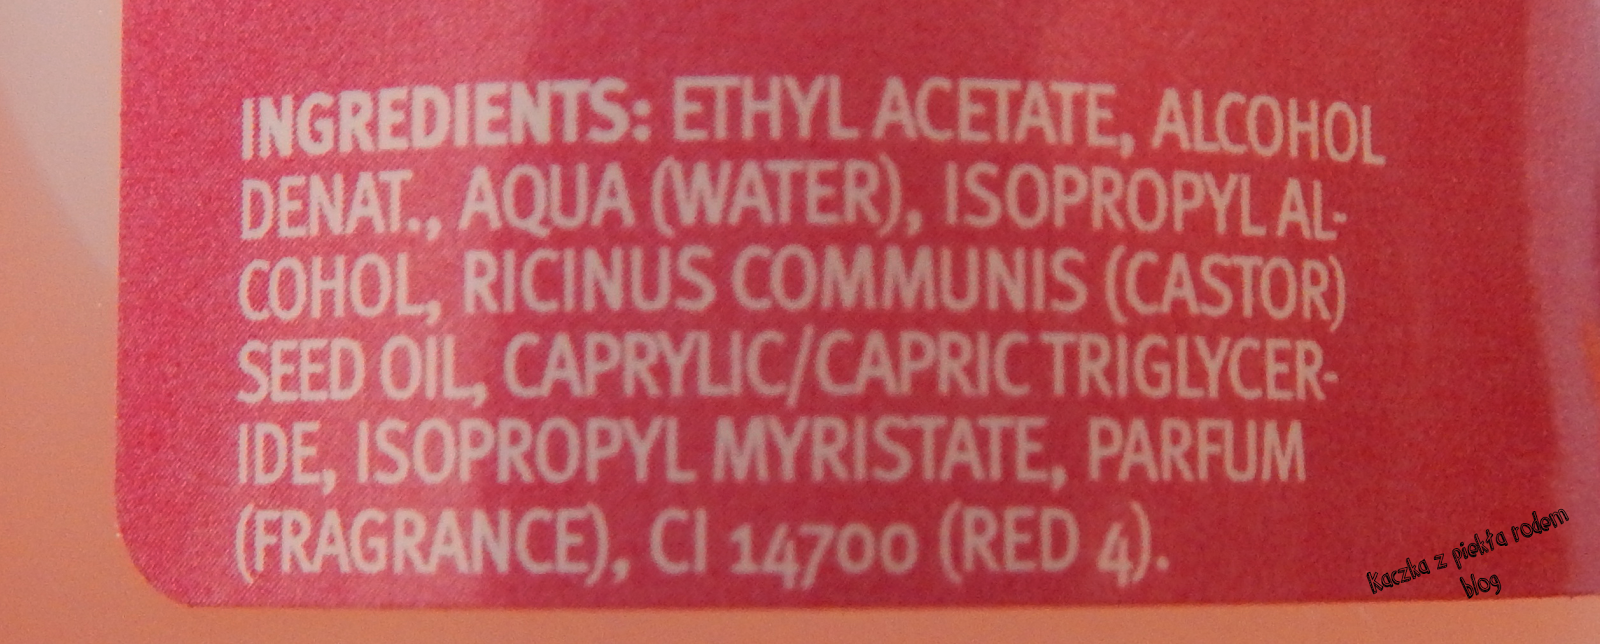 INGREDIENTS: ETHYL ACETATE, ALCOHOL
DENAT., AQUA (WATER), ISOPROPYL AL-
COHOL, RICINUS COMMUNIS (CASTOR)
SEED OIL, CAPRYLIC/CAPRIC TRIGLYCER-
IDE, ISOPROPYL MYRISTATE, PARFUM
(FRAGRANCE), CI 14700 (RED 4).
Kaczka z piekła rodem
blog